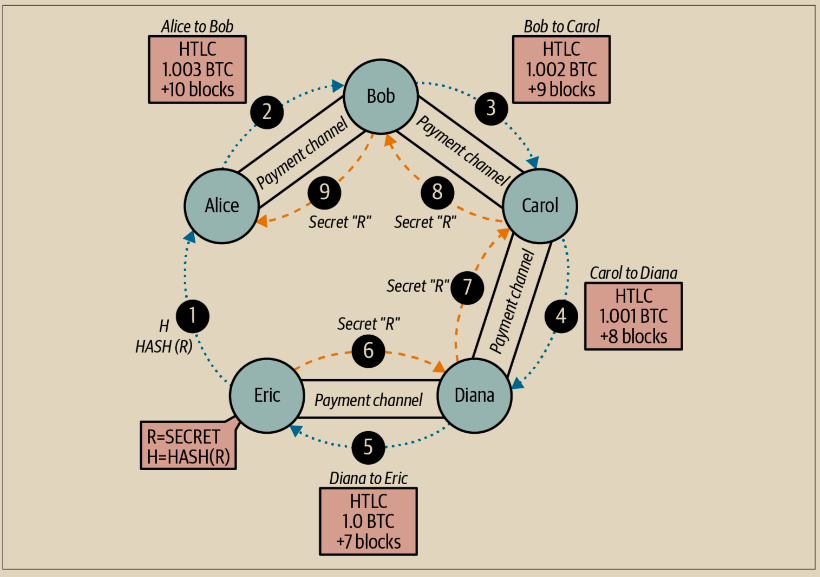 Alice to Bob
HTLC
1.003 BTC
+10 blocks
Bob to Carol
HTLC
1.002 BTC
+9 blocks
2
Bob
3
Payment channel
Payment channel
Alice
9
Secret "R"
8
Secret "R"
Carol
1
H
HASH (R)
Secret "R"
7
Payment channel
4
Carol to Diana
HTLC
1.001 BTC
+8 blocks
Secret "R"
6
Eric
Payment channel
Diana
R=SECRET
H=HASH(R)
5
Diana to Eric
HTLC
1.0 BTC
+7 blocks